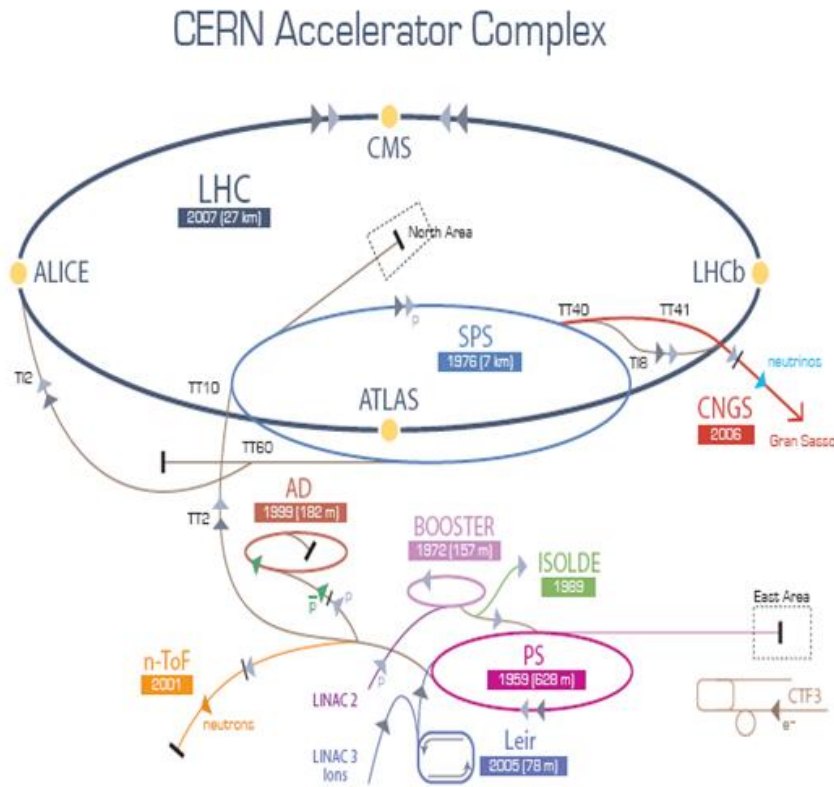 CERN Accelerator Complex
CMS
LHC
2007 (27 km)
North Area
ALICE
LHCb
p
TT40
TT41
SPS
1976 (7 km)
TI8
neutrinos
TI2
TT10
ATLAS
CNGS
2006
Gran Sasso
TT60
AD
1999 (182 m)
TT2
BOOSTER
1972 (157 m)
ISOLDE
1989
p̅
p
East Area
n-ToF
2001
PS
1959 (628 m)
p
LINAC 2
neutrons
CTF3
e-
LINAC 3
Ions
Leir
2005 (78 m)